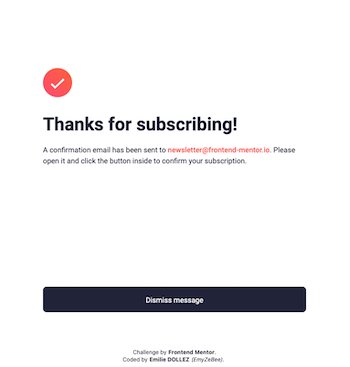 Thanks for subscribing!
A confirmation email has been sent to newsletter@frontend-mentor.io. Please
open it and click the button inside to confirm your subscription.
Dismiss message
Challenge by Frontend Mentor.
Coded by Emilie DOLLEZ (EmyZeBee).